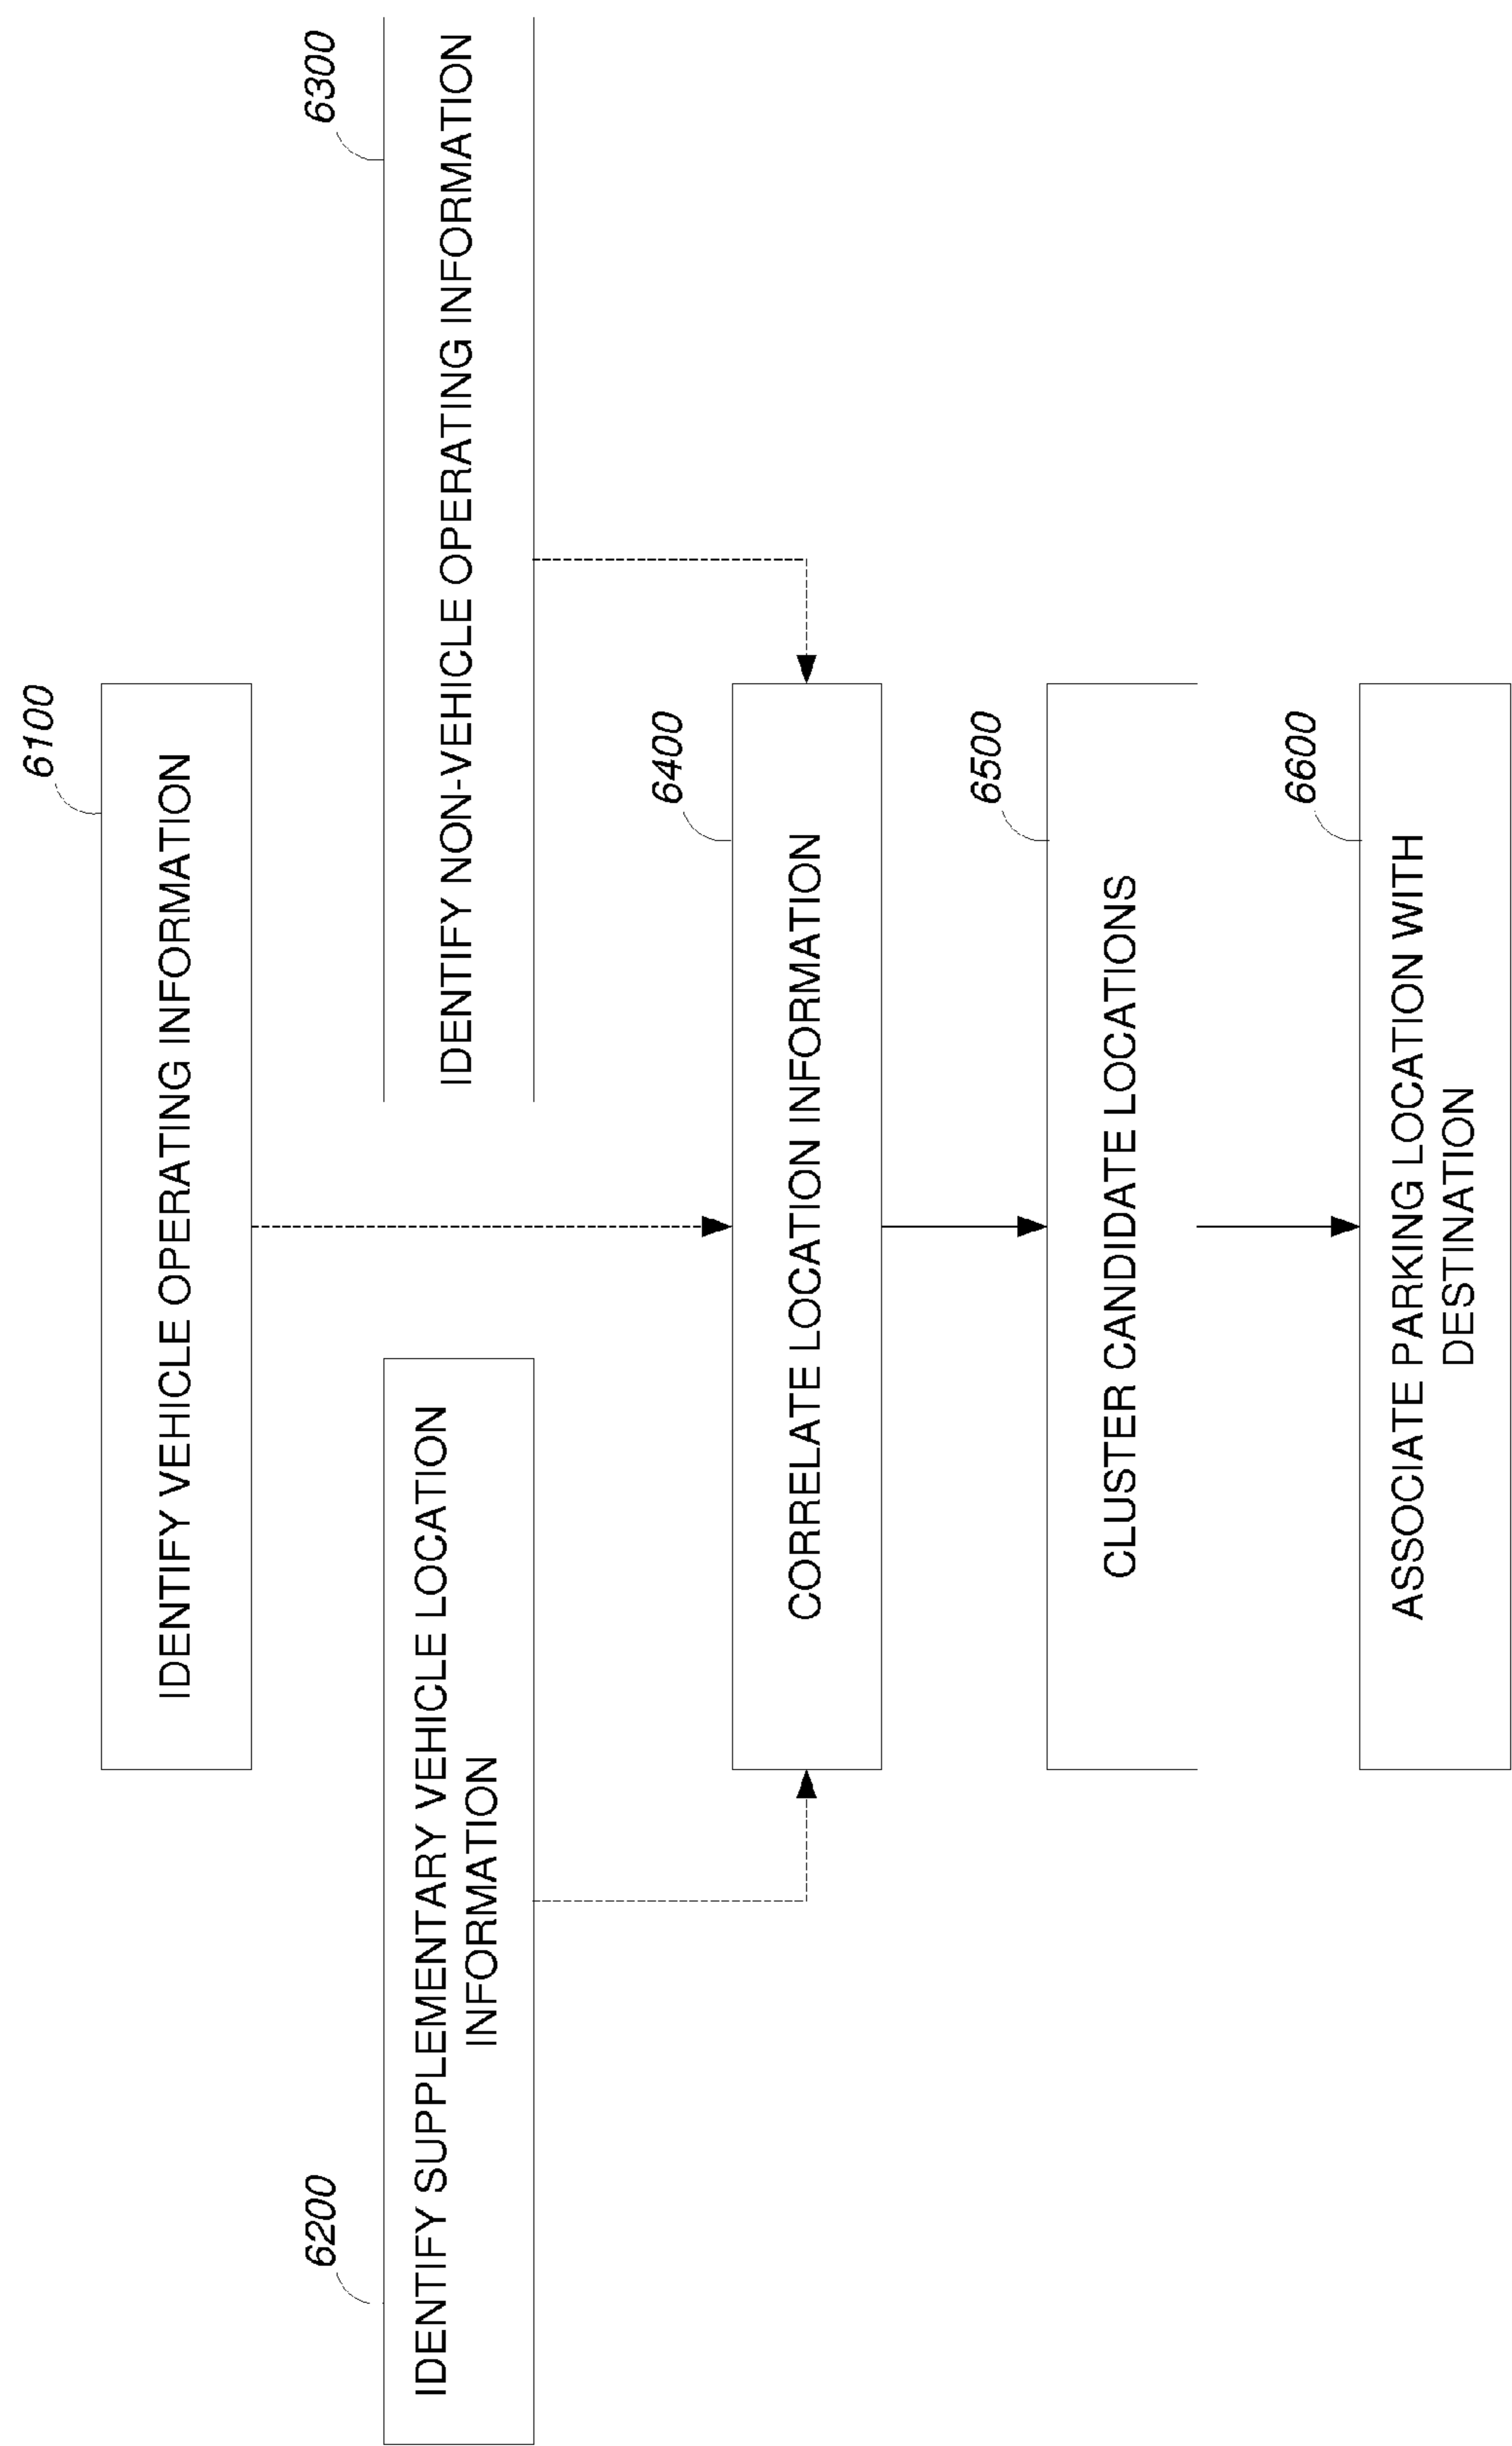 6100
IDENTIFY VEHICLE OPERATING INFORMATION
6200
IDENTIFY SUPPLEMENTARY VEHICLE LOCATION
INFORMATION
6300
IDENTIFY NON-VEHICLE OPERATING INFORMATION
6400
CORRELATE LOCATION INFORMATION
6500
CLUSTER CANDIDATE LOCATIONS
6600
ASSOCIATE PARKING LOCATION WITH
DESTINATION